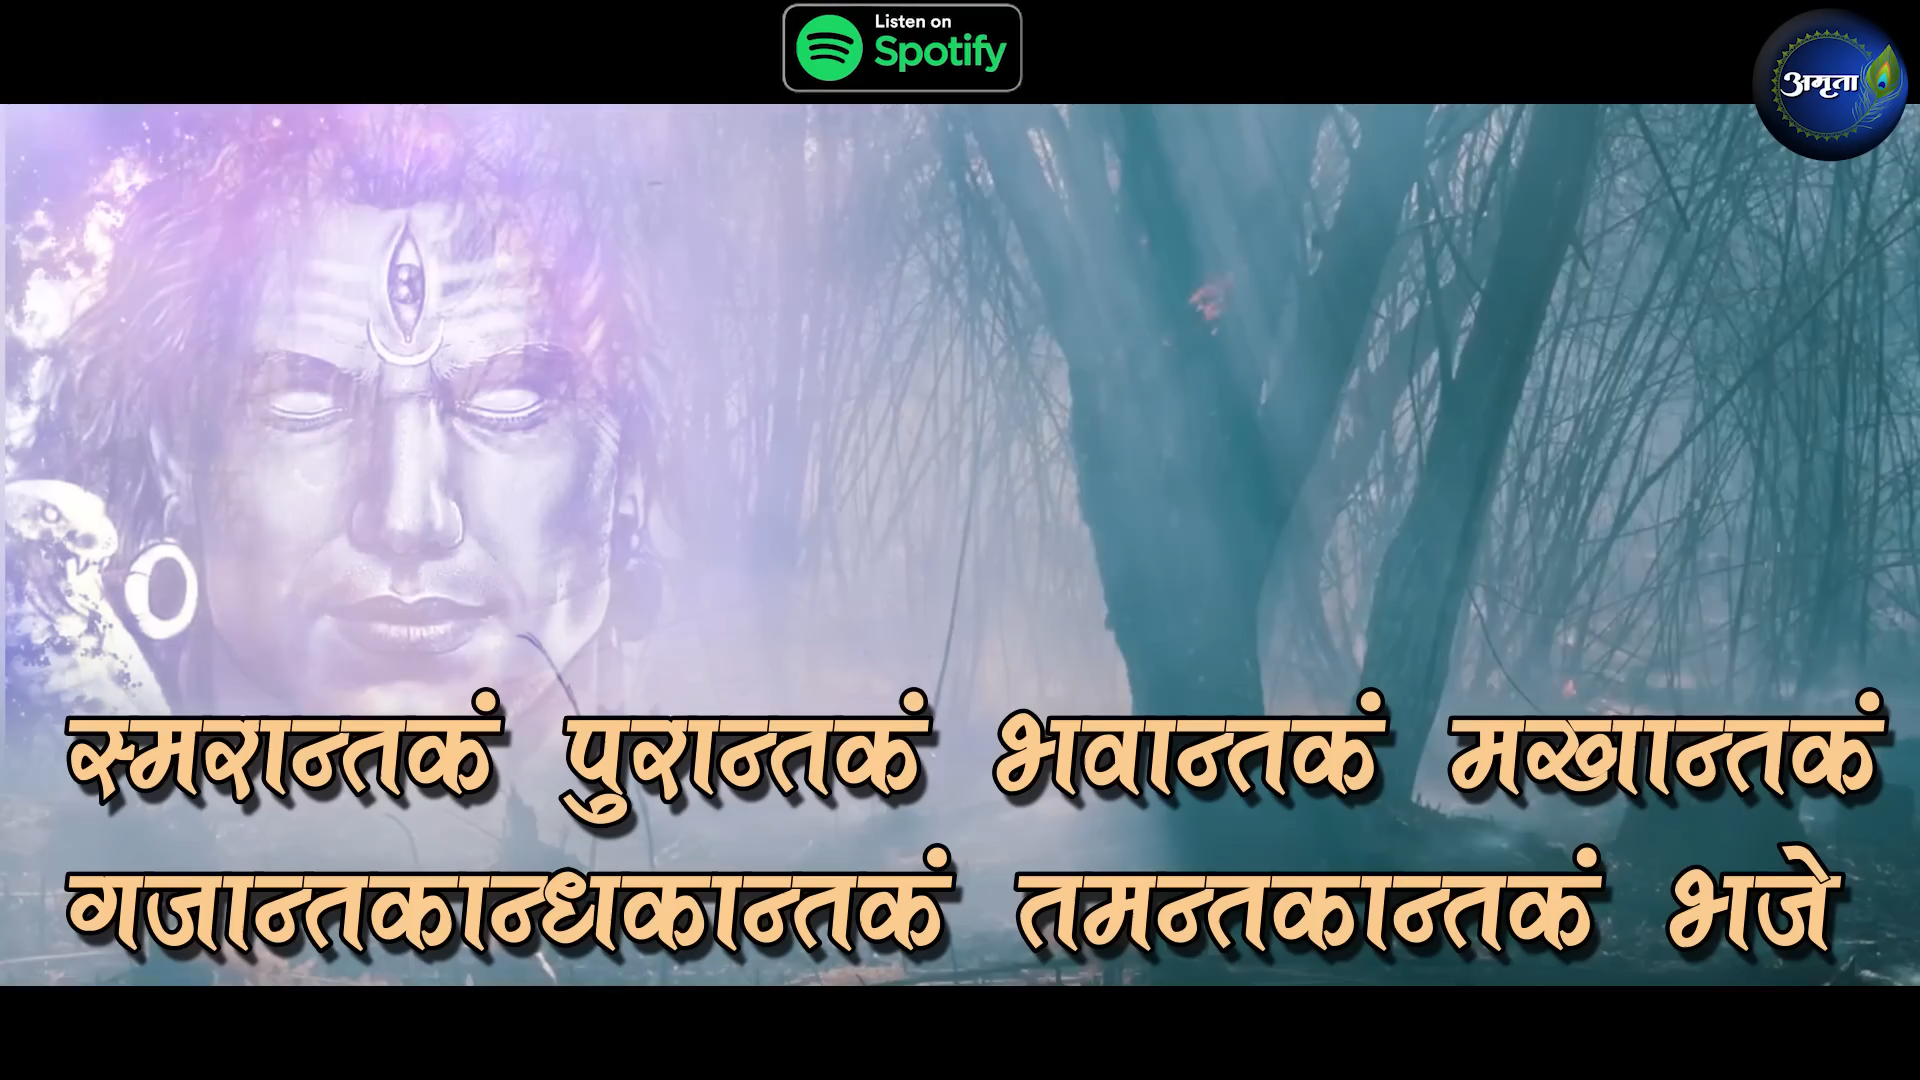 Listen on
Spotify
अमृता
स्मरान्तकं पुरान्तकं भवान्तकं मखान्तकं
गजान्तकान्धकान्तकं तमन्तकान्तकं भजे